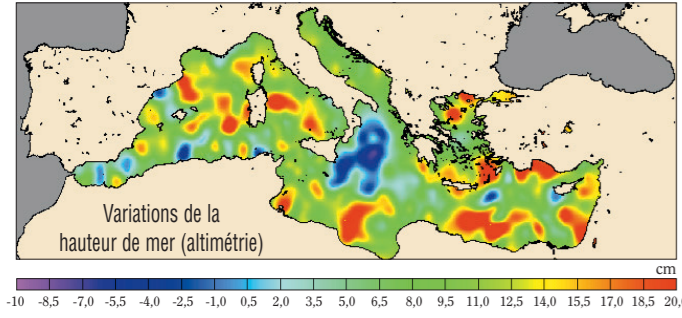 Variations de la
hauteur de mer (altimétrie)
cm
-10 -8,5 -7,0 -5.5 -4.0 -2.5 -1.0 0,5 2,0 3,5 5,0 6,5 8,0 9,5 11,0 12.5 14.0 15.5 17.0 18.5 20,